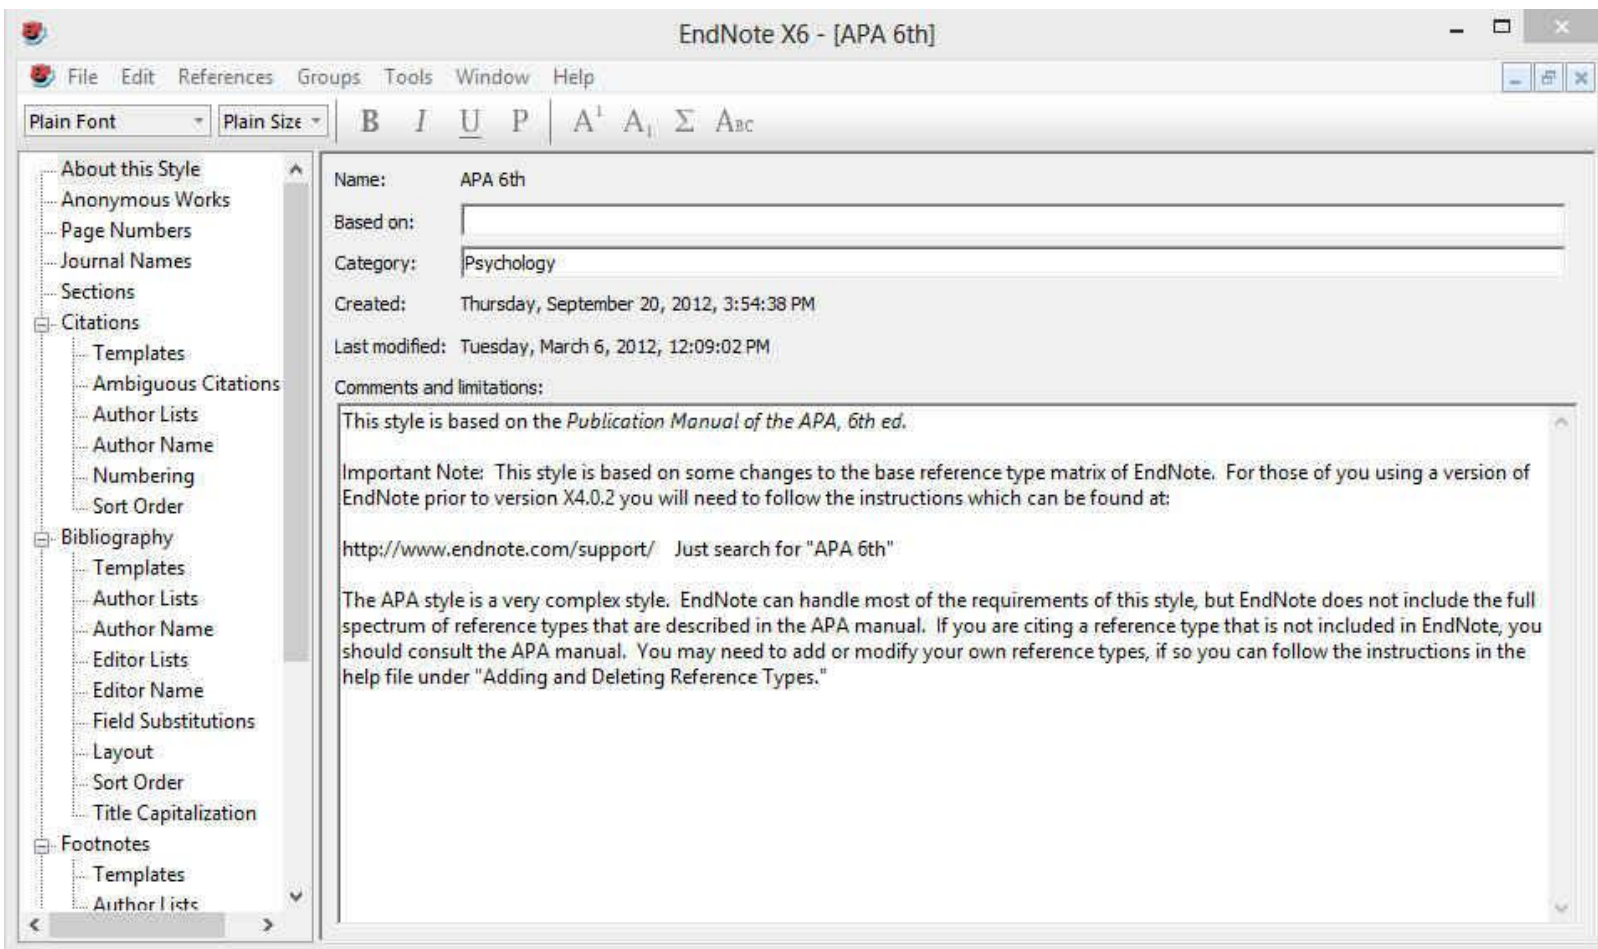 EndNote X6 - [APA 6th]
File Edit References Groups Tools Window Help
Plain Font Plain Size B I U P A1 A1 Σ ABC
About this Style
Anonymous Works
Page Numbers
Journal Names
Sections
Citations
Templates
Ambiguous Citations
Author Lists
Author Name
Numbering
Sort Order
Bibliography
Templates
Author Lists
Author Name
Editor Lists
Editor Name
Field Substitutions
Layout
Sort Order
Title Capitalization
Footnotes
Templates
Author Lists
Name: APA 6th
Based on:
Category: Psychology
Created: Thursday, September 20, 2012, 3:54:38 PM
Last modified: Tuesday, March 6, 2012, 12:09:02 PM
Comments and limitations:
This style is based on the Publication Manual of the APA, 6th ed.
Important Note:  This style is based on some changes to the base reference type matrix of EndNote.  For those of you using a version of
EndNote prior to version X4.0.2 you will need to follow the instructions which can be found at:
http://www.endnote.com/support/    Just search for "APA 6th"
The APA style is a very complex style.  EndNote can handle most of the requirements of this style, but EndNote does not include the full
spectrum of reference types that are described in the APA manual.  If you are citing a reference type that is not included in EndNote, you
should consult the APA manual.  You may need to add or modify your own reference types, if so you can follow the instructions in the
help file under "Adding and Deleting Reference Types."